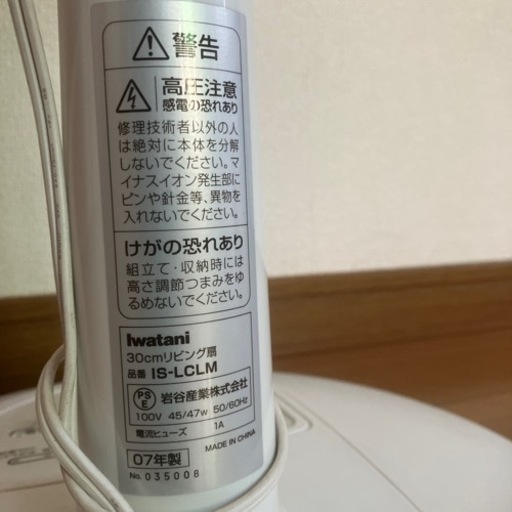 警告
高圧注意
感電の恐れあり
修理技術者以外の人
は絶対に本体を分解
しないでください。マ
イナスイオン発生部に
ピンや針金等、異物を
入れないでください。
けがの恐れあり
組立て・収納時には
高さ調節つまみをゆ
るめないでください。
Iwatani
30cmリビング扇
品番 IS-LCLM
PS
E
岩谷産業株式会社
100V 45/47w 50/60Hz
電流ヒューズ 1A
MADE IN CHINA
07年製
No. 035008